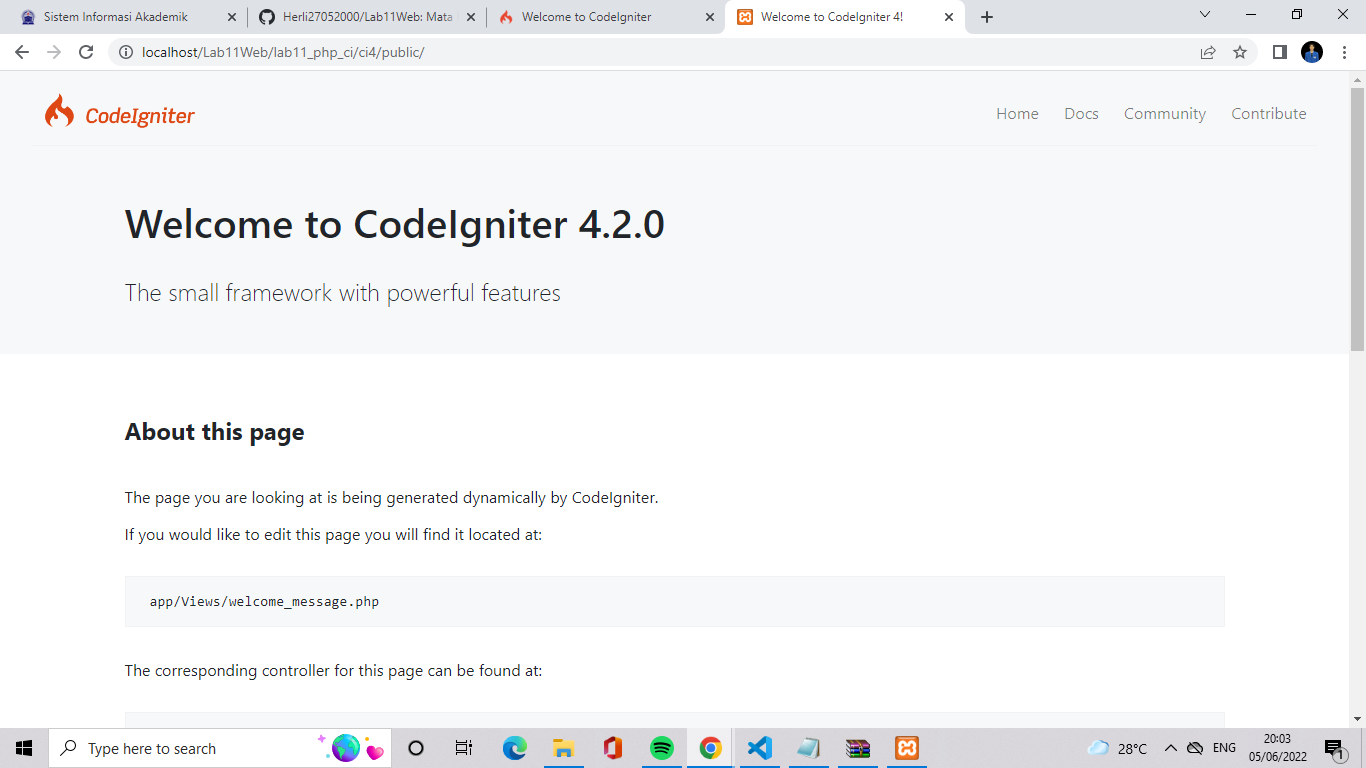 Sistem Informasi Akademik
Herli27052000/Lab11Web: Mata
Welcome to CodeIgniter
Welcome to CodeIgniter 4!
localhost/Lab11Web/lab11_php_ci/ci4/public/
CodeIgniter
Home Docs Community Contribute
Welcome to CodeIgniter 4.2.0
The small framework with powerful features
About this page
The page you are looking at is being generated dynamically by CodeIgniter.
If you would like to edit this page you will find it located at:
app/Views/welcome_message.php
The corresponding controller for this page can be found at:
Type here to search
28°C
ENG
20:03
05/06/2022
1